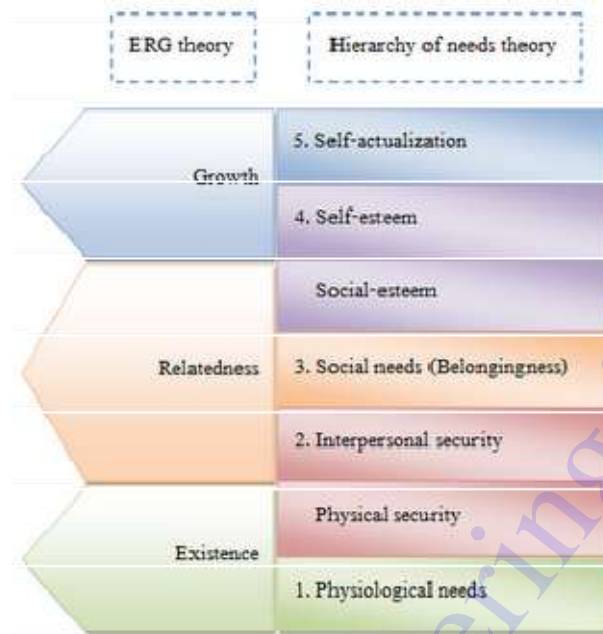 ERG theory
Hierarchy of needs theory
Growth
5. Self-actualization
4. Self-esteem
Relatedness
Social-esteem
3. Social needs (Belongingness)
2. Interpersonal security
Existence
Physical security
1. Physiological needs
ering